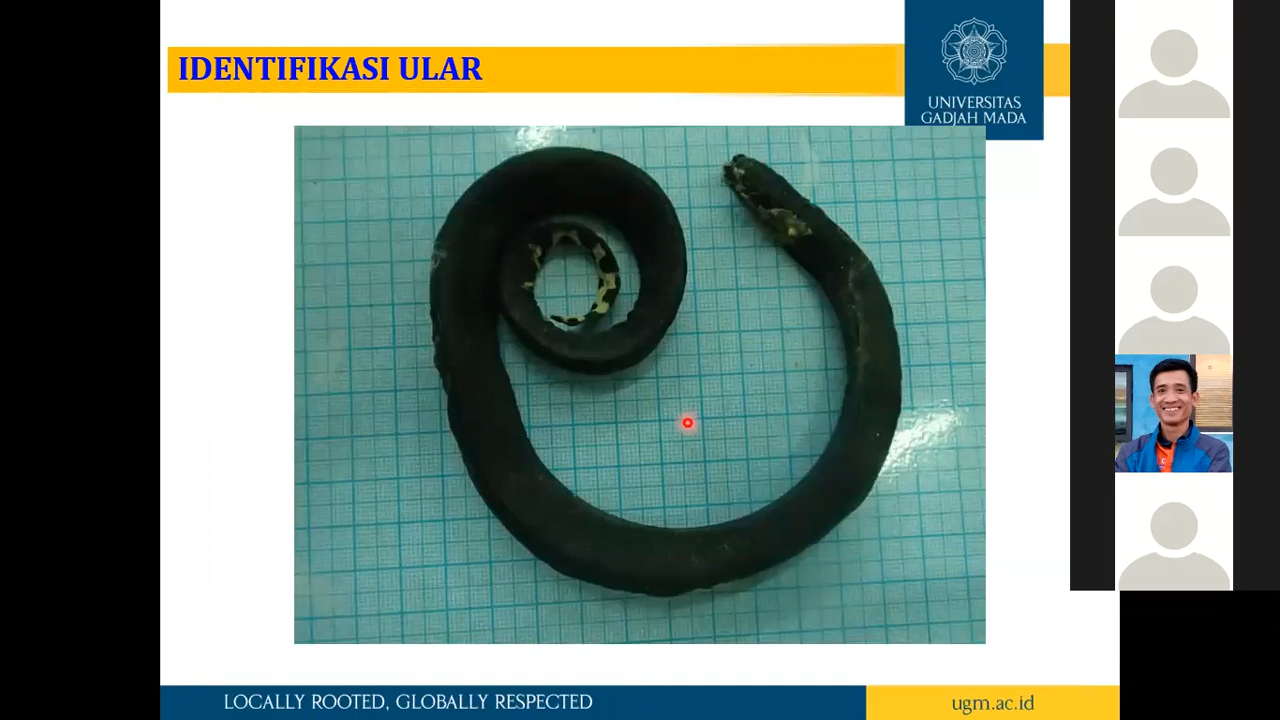 IDENTIFIKASI ULAR
UNIVERSITAS
GADJAH MADA
LOCALLY ROOTED, GLOBALLY RESPECTED
ugm.ac.id